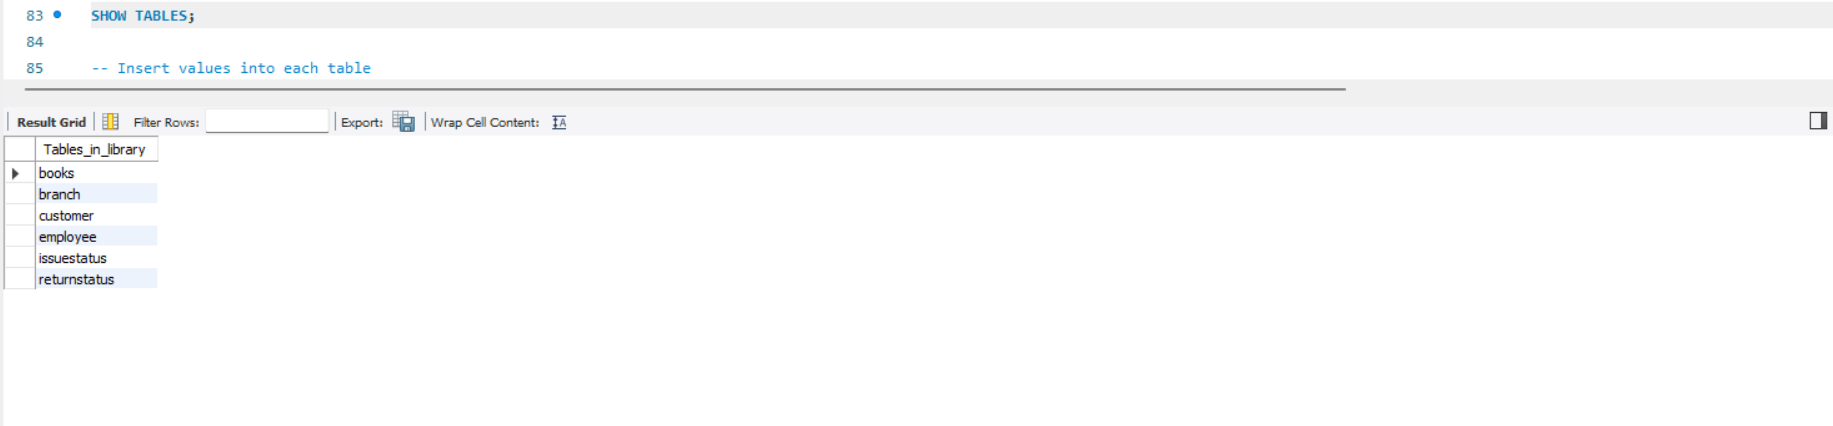 83 SHOW TABLES;
84
85 -- Insert values into each table
Result Grid Filter Rows: Export: Wrap Cell Content: IA
Tables_in_library
books
branch
customer
employee
issuestatus
returnstatus